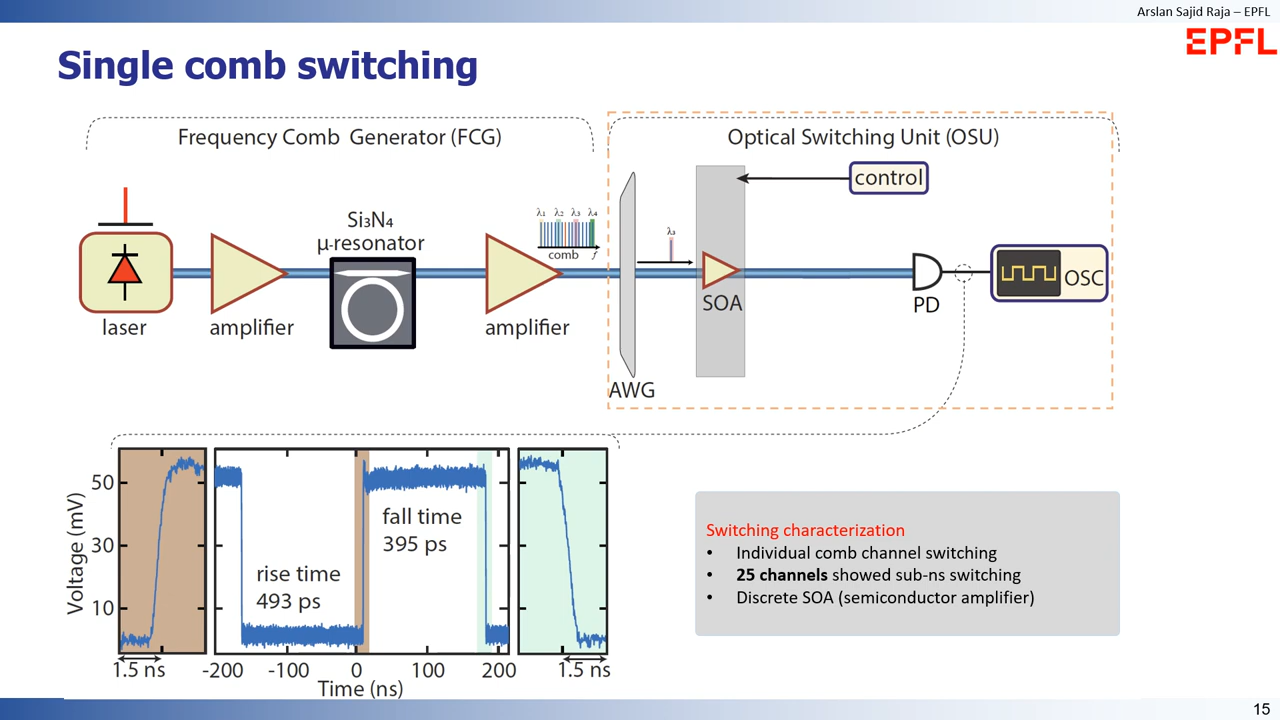 Arslan Sajid Raja – EPFL
EPFL
Single comb switching
Frequency Comb Generator (FCG)
Optical Switching Unit (OSU)
control
Si₃N₄
μ-resonator
λ₁ λ₂ λ₃ λ₄
comb f
λ₃
laser
amplifier
amplifier
SOA
PD
OSC
AWG
Voltage (mV)
50
30
10
rise time
493 ps
fall time
395 ps
1.5 ns
-200 -100 0 100 200
1.5 ns
Time (ns)
Switching characterization
• Individual comb channel switching
• 25 channels showed sub-ns switching
• Discrete SOA (semiconductor amplifier)
15